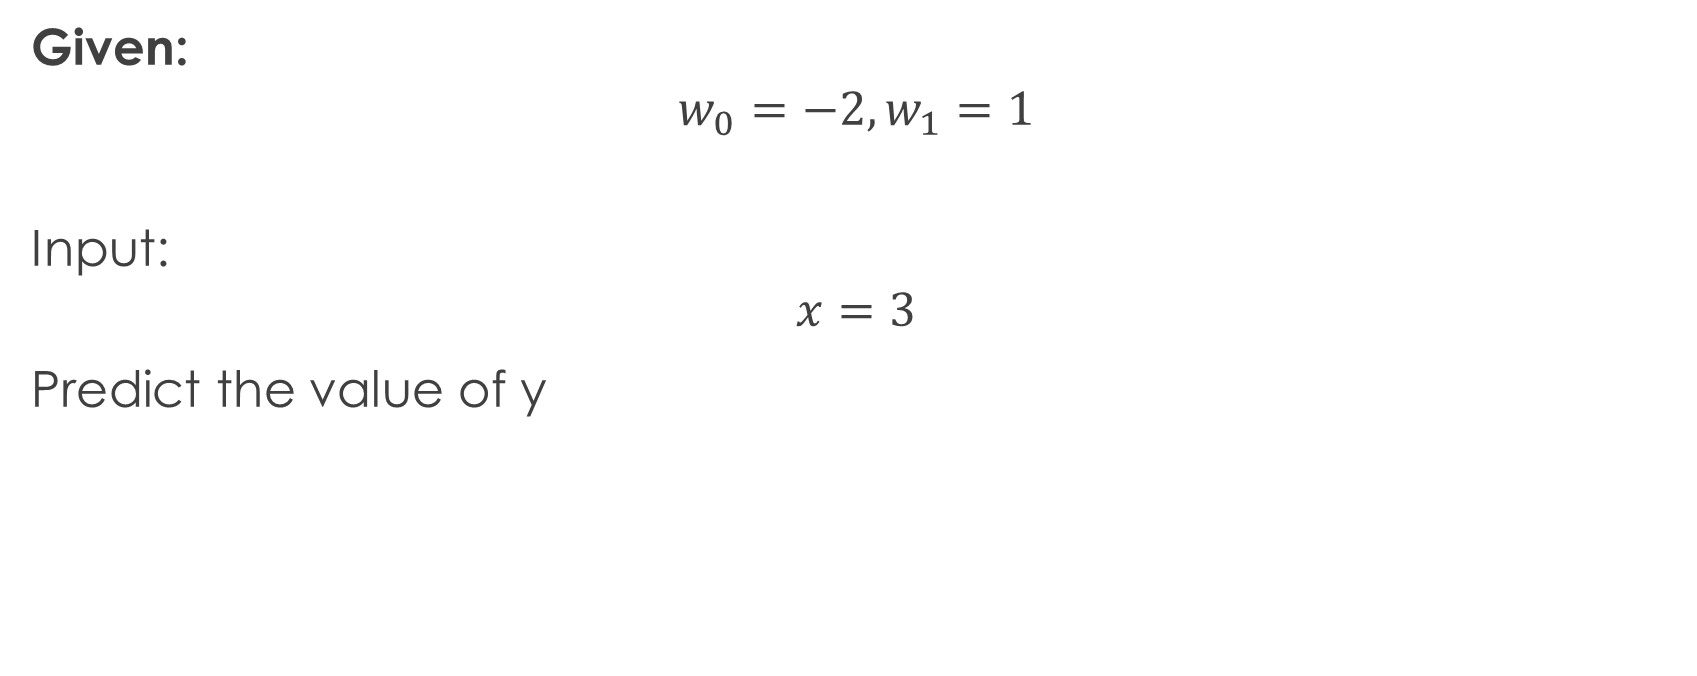 Given:
w₀ = −2, w₁ = 1
Input:
x = 3
Predict the value of y